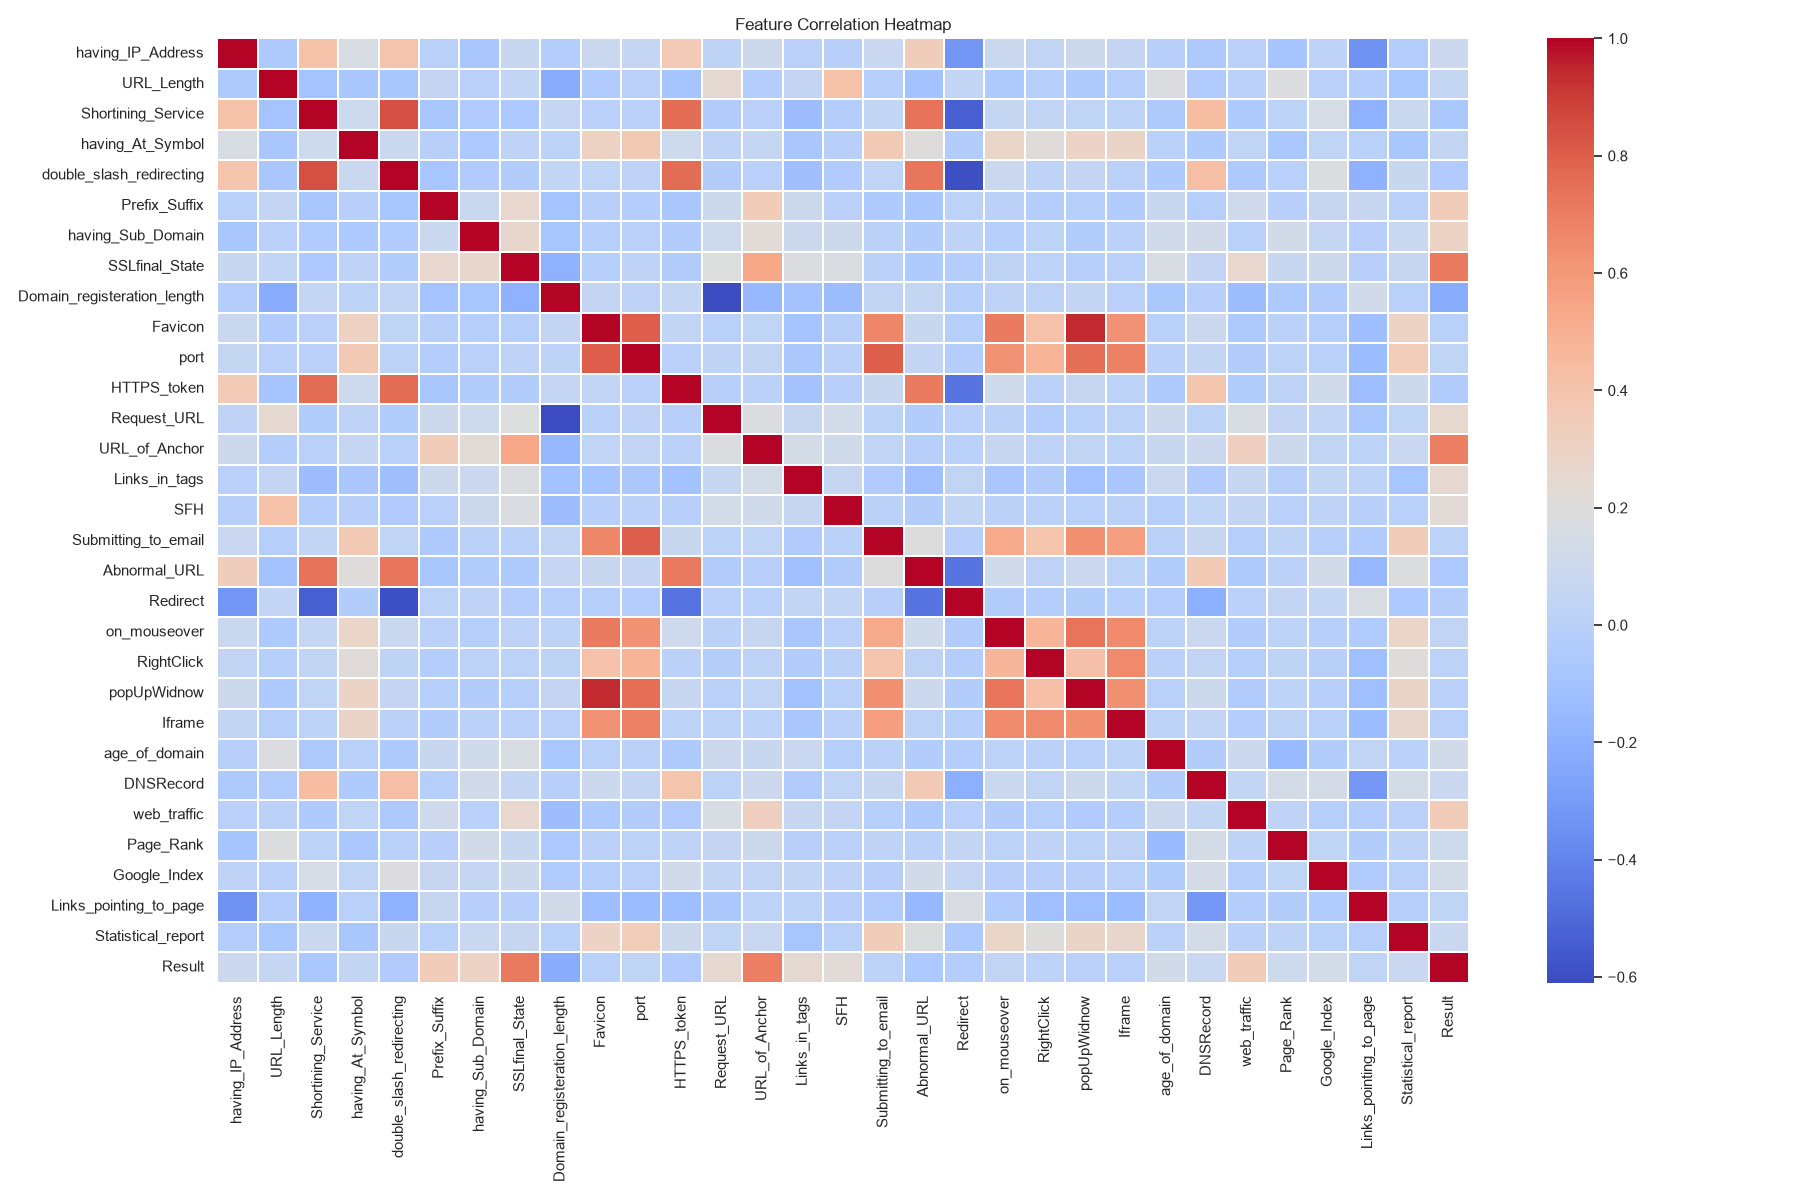 Feature Correlation Heatmap
having_IP_Address
URL_Length
Shortining_Service
having_At_Symbol
double_slash_redirecting
Prefix_Suffix
having_Sub_Domain
SSLfinal_State
Domain_registeration_length
Favicon
port
HTTPS_token
Request_URL
URL_of_Anchor
Links_in_tags
SFH
Submitting_to_email
Abnormal_URL
Redirect
on_mouseover
RightClick
popUpWidnow
Iframe
age_of_domain
DNSRecord
web_traffic
Page_Rank
Google_Index
Links_pointing_to_page
Statistical_report
Result
having_IP_Address
URL_Length
Shortining_Service
having_At_Symbol
double_slash_redirecting
Prefix_Suffix
having_Sub_Domain
SSLfinal_State
Domain_registeration_length
Favicon
port
HTTPS_token
Request_URL
URL_of_Anchor
Links_in_tags
SFH
Submitting_to_email
Abnormal_URL
Redirect
on_mouseover
RightClick
popUpWidnow
Iframe
age_of_domain
DNSRecord
web_traffic
Page_Rank
Google_Index
Links_pointing_to_page
Statistical_report
Result
1.0
0.8
0.6
0.4
0.2
0.0
−0.2
−0.4
−0.6